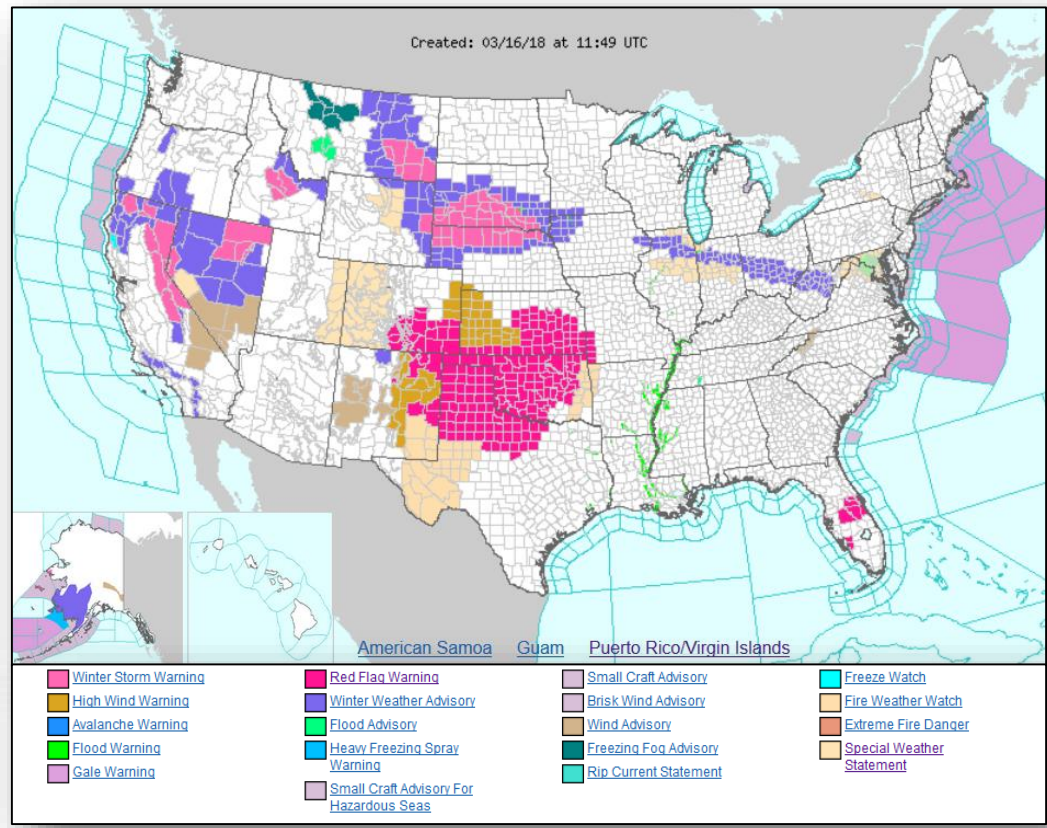 Created: 03/16/18 at 11:49 UTC
American Samoa Guam Puerto Rico/Virgin Islands
Winter Storm Warning
High Wind Warning
Avalanche Warning
Flood Warning
Gale Warning
Red Flag Warning
Winter Weather Advisory
Flood Advisory
Heavy Freezing Spray
Warning
Small Craft Advisory For
Hazardous Seas
Small Craft Advisory
Brisk Wind Advisory
Wind Advisory
Freezing Fog Advisory
Rip Current Statement
Freeze Watch
Fire Weather Watch
Extreme Fire Danger
Special Weather
Statement